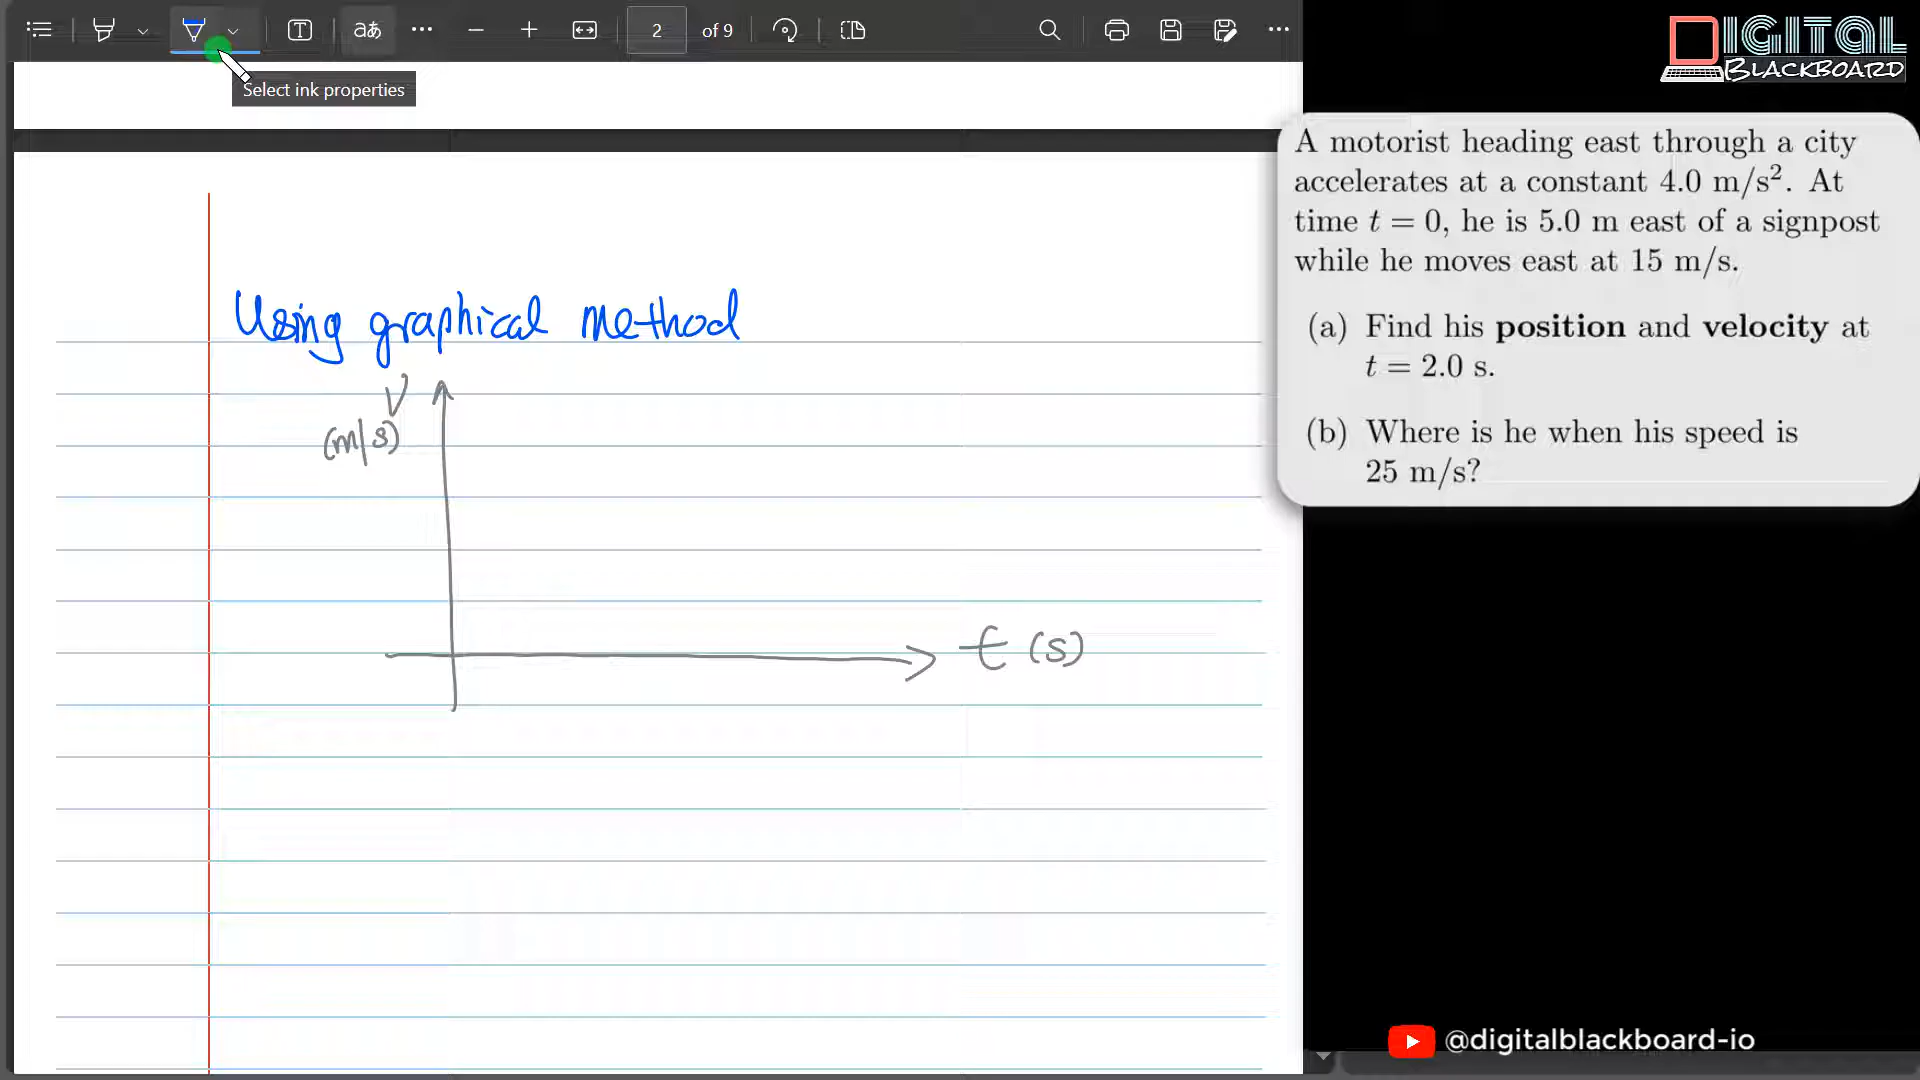 aあ
2
of 9
Select ink properties
DIGITAL
BLACKBOARD
A motorist heading east through a city
accelerates at a constant 4.0 m/s². At
time t = 0, he is 5.0 m east of a signpost
while he moves east at 15 m/s.
(a) Find his position and velocity at
t = 2.0 s.
(b) Where is he when his speed is
25 m/s?
Using graphical method
V
(m/s)
t (s)
@digitalblackboard-io